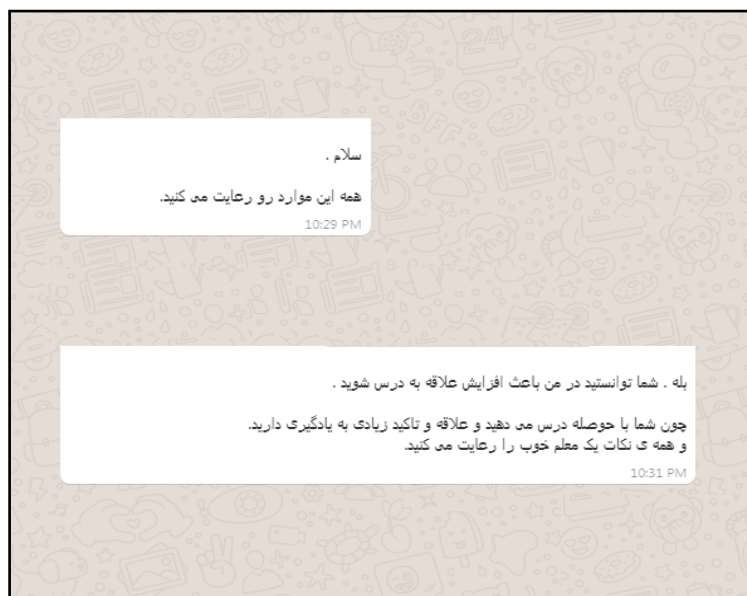 سلام .
همه این موارد رو رعایت می کنید.
10:29 PM
بله . شما توانستید در من باعث افزایش علاقه به درس شوید .
چون شما با حوصله درس می دهید و علاقه و تاکید زیادی به یادگیری دارید.
و همه ی نکات یک معلم خوب را رعایت می کنید.
10:31 PM